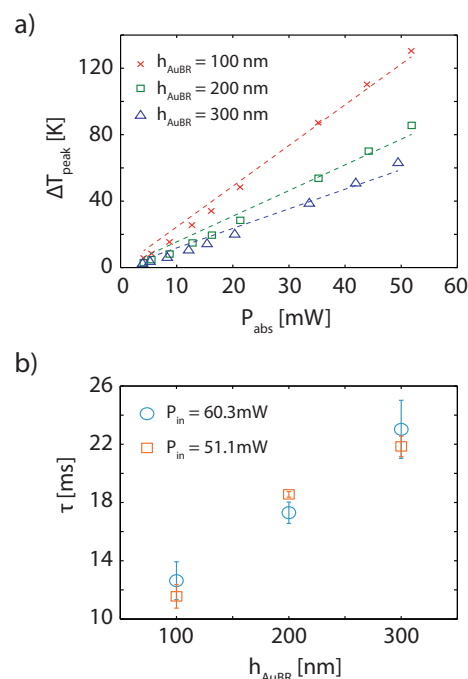 a)
ΔT_peak [K]
120
80
40
0
× h_AuBR = 100 nm
□ h_AuBR = 200 nm
△ h_AuBR = 300 nm
0 10 20 30 40 50 60
P_abs [mW]
b)
τ [ms]
26
22
18
14
10
○ P_in = 60.3mW
□ P_in = 51.1mW
100 200 300
h_AuBR [nm]